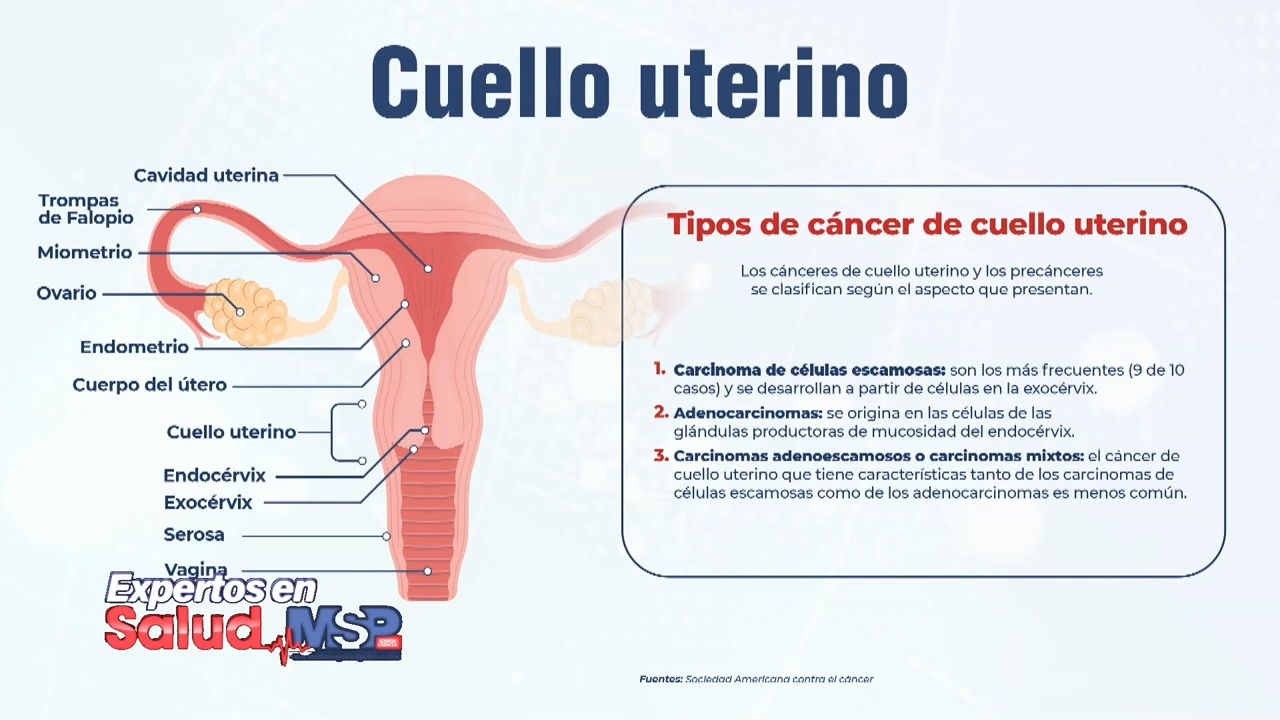 Cuello uterino
Cavidad uterina
Trompas
de Falopio
Miometrio
Ovario
Endometrio
Cuerpo del útero
Cuello uterino
Endocérvix
Exocérvix
Serosa
Vagina
Tipos de cáncer de cuello uterino
Los cánceres de cuello uterino y los precánceres
se clasifican según el aspecto que presentan.
1. Carcinoma de células escamosas: son los más frecuentes (9 de 10
casos) y se desarrollan a partir de células en la exocérvix.
2. Adenocarcinomas: se origina en las células de las
glándulas productoras de mucosidad del endocérvix.
3. Carcinomas adenoescamosos o carcinomas mixtos: el cáncer de
cuello uterino que tiene características tanto de los carcinomas de
células escamosas como de los adenocarcinomas es menos común.
Expertos en
Salud MSP
Fuentes: Sociedad Americana contra el cáncer